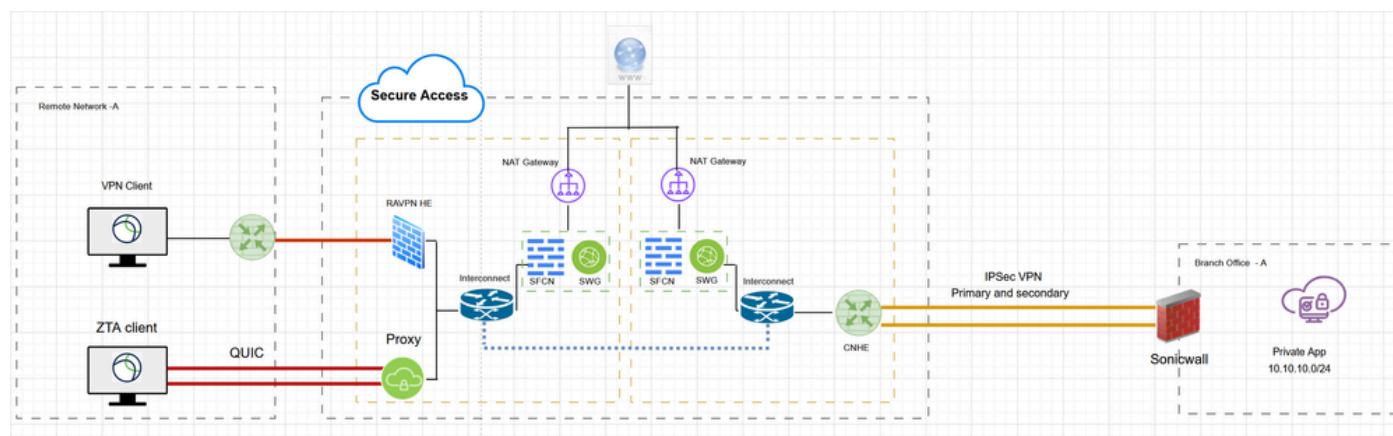 WWW
Secure Access
Remote Network -A
NAT Gateway
NAT Gateway
VPN Client
RAVPN HE
Interconnect
SFCN
SWG
SFCN
SWG
Interconnect
IPSec VPN
Primary and secondary
Branch Office - A
ZTA client
QUIC
Proxy
CNHE
Sonicwall
Private App
10.10.10.0/24